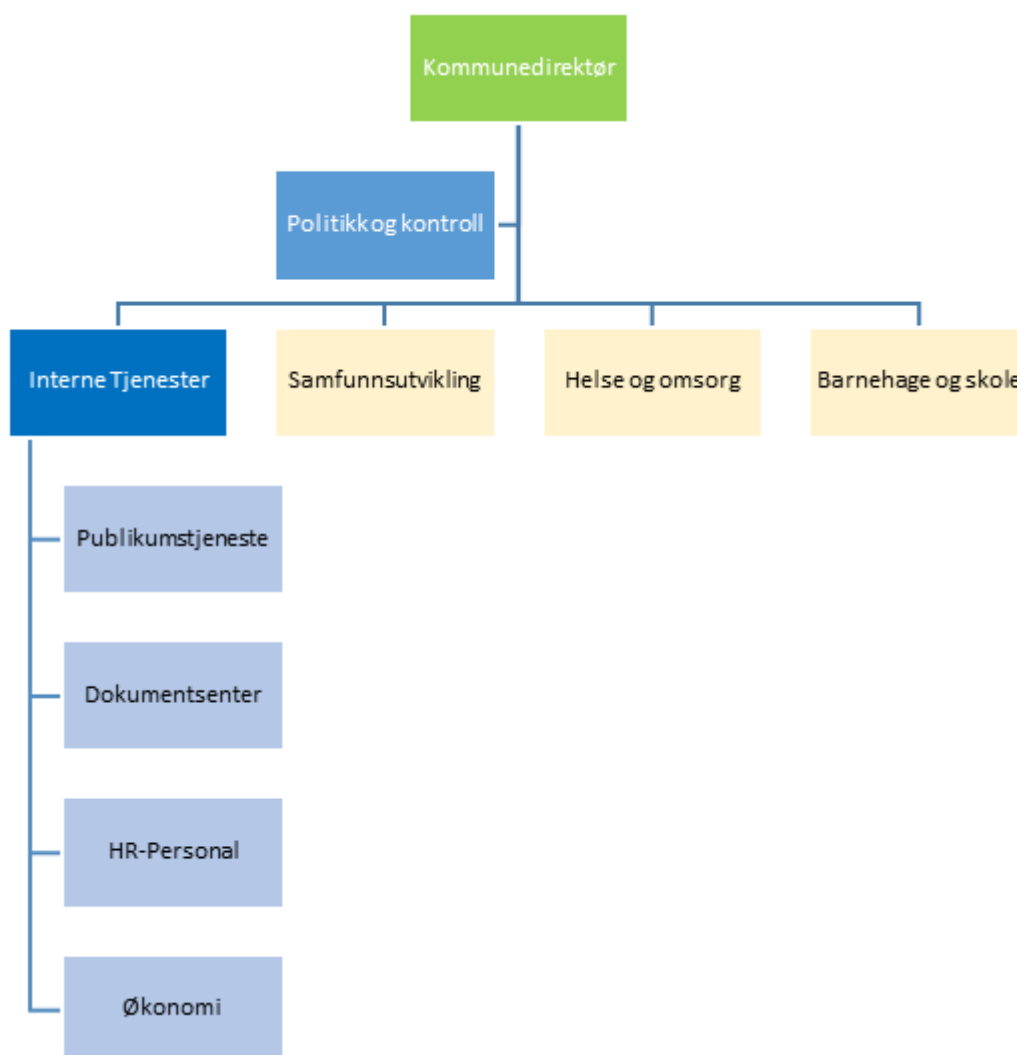 Kommunedirektør
Politikk og kontroll
Interne Tjenester
Samfunnsutvikling
Helse og omsorg
Barnehage og skole
Publikumstjeneste
Dokumentsenter
HR-Personal
Økonomi